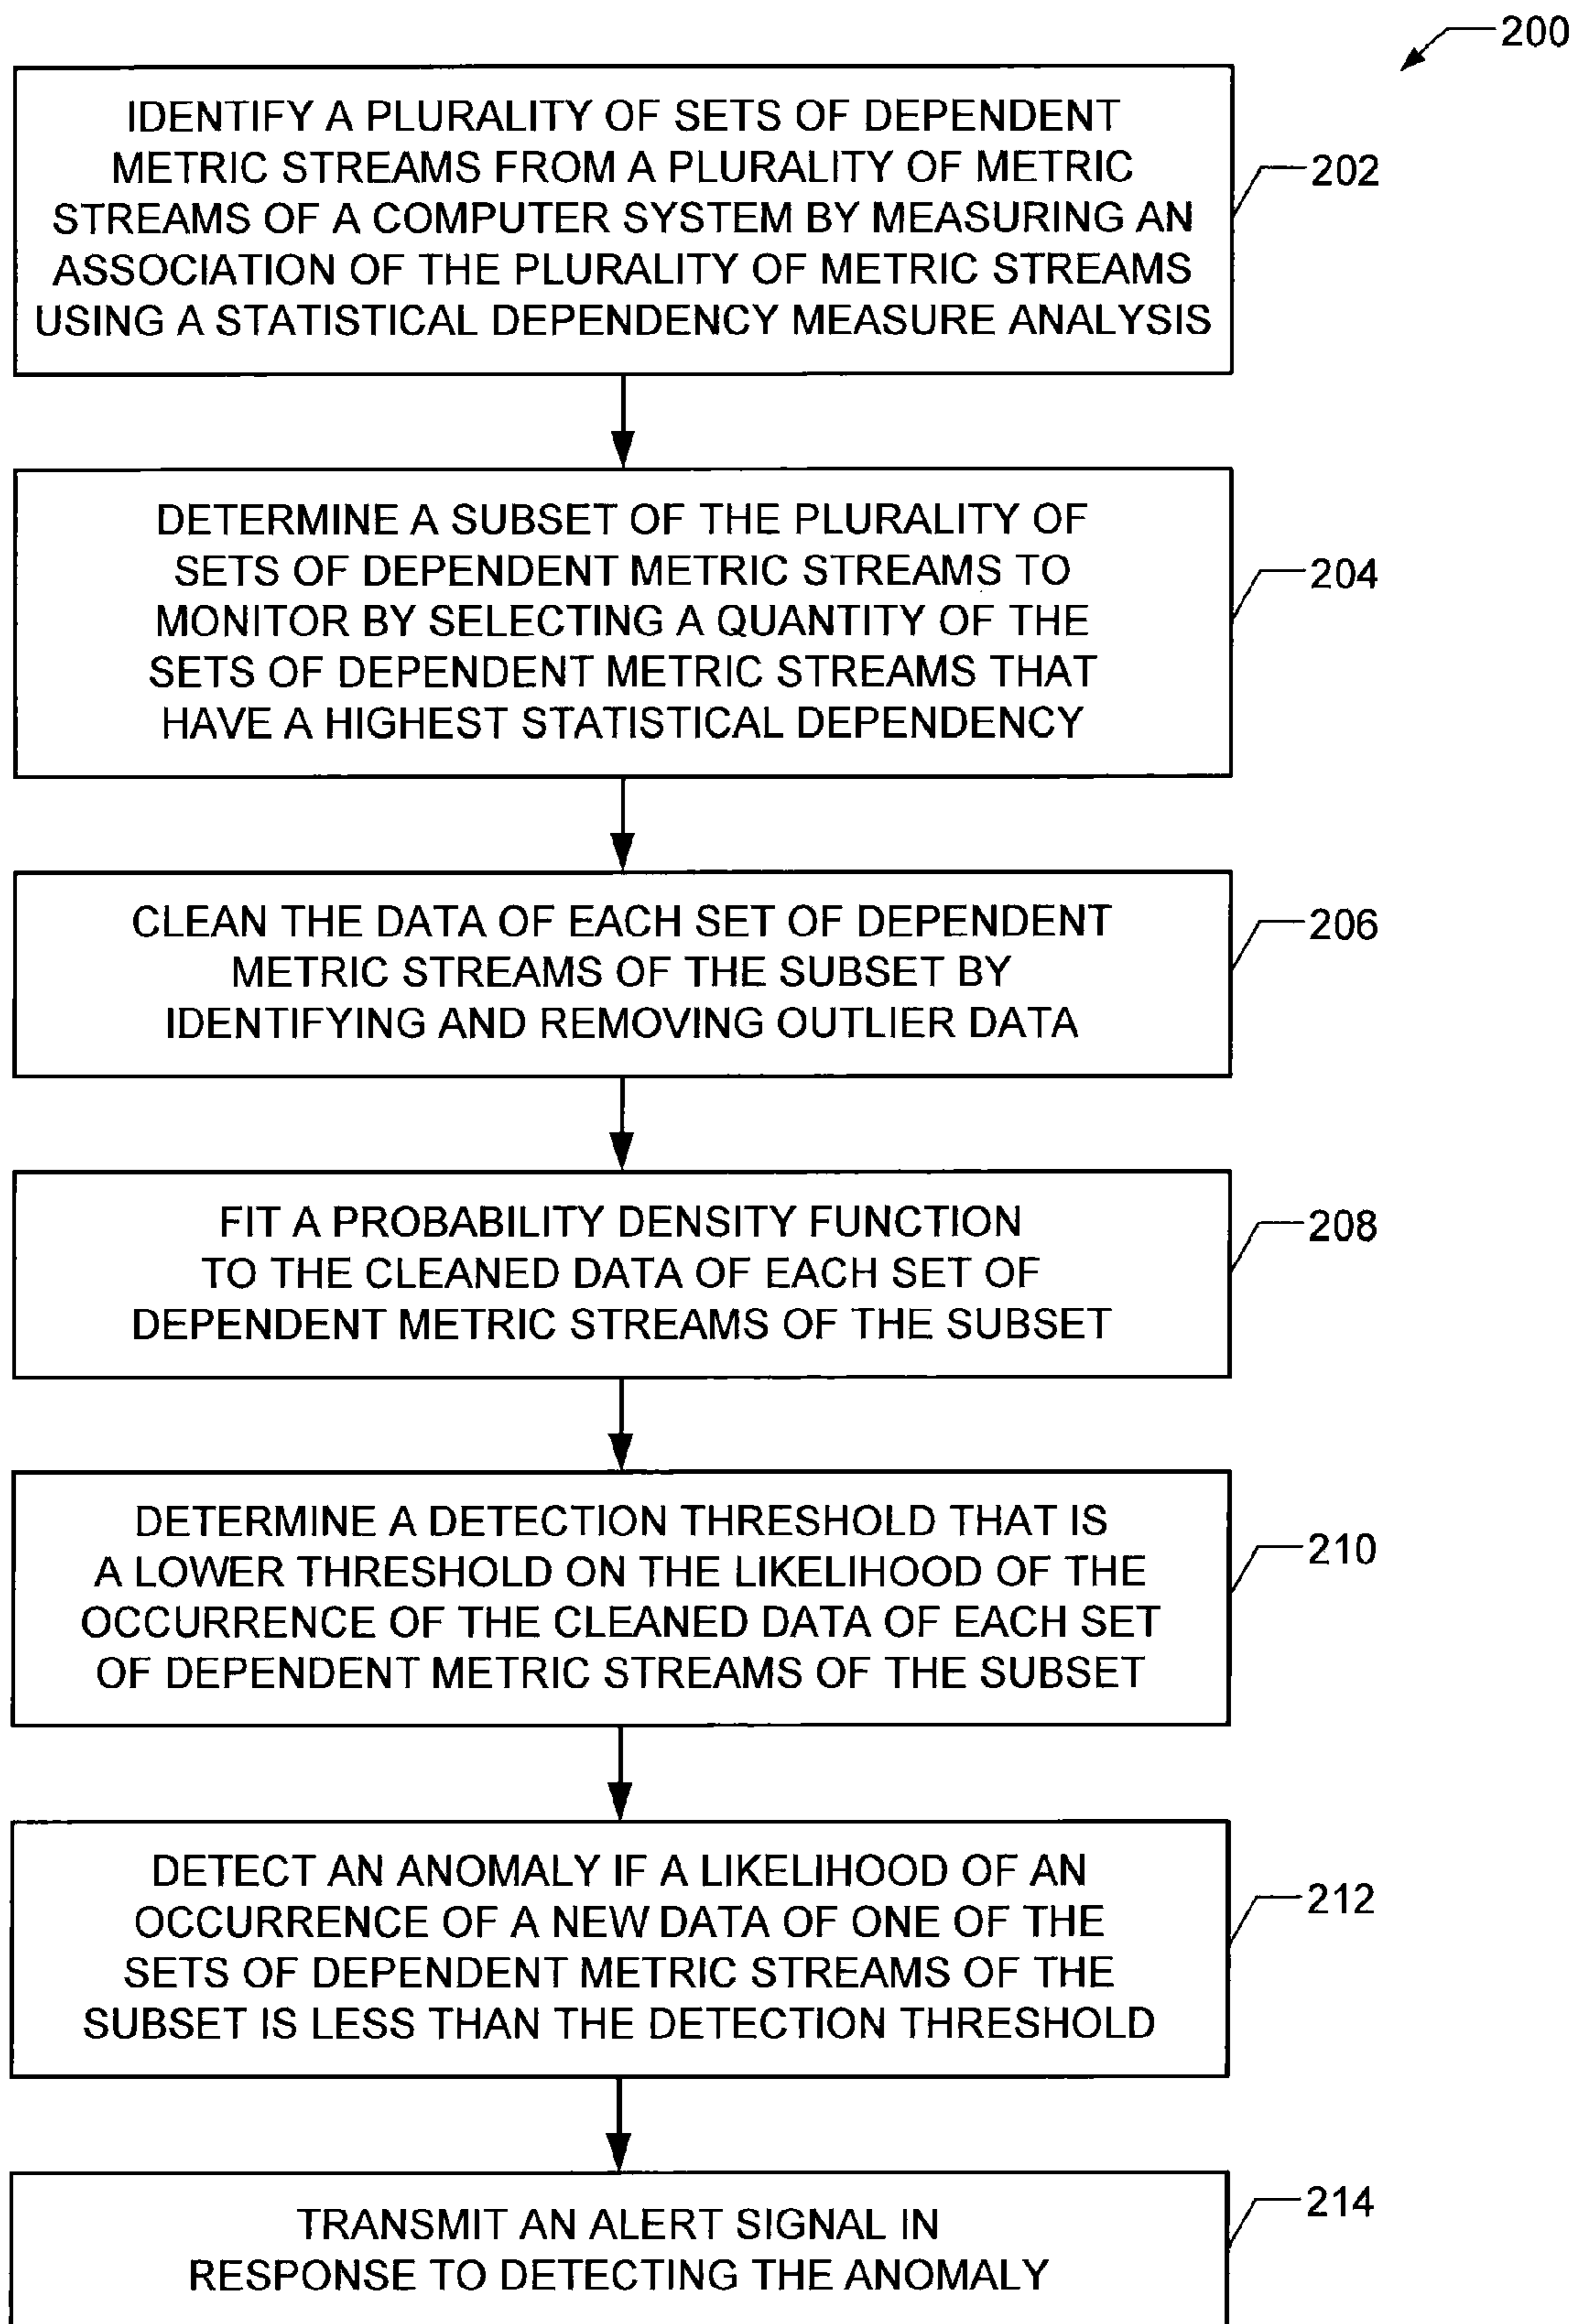 200
IDENTIFY A PLURALITY OF SETS OF DEPENDENT
METRIC STREAMS FROM A PLURALITY OF METRIC
STREAMS OF A COMPUTER SYSTEM BY MEASURING AN
ASSOCIATION OF THE PLURALITY OF METRIC STREAMS
USING A STATISTICAL DEPENDENCY MEASURE ANALYSIS
202
DETERMINE A SUBSET OF THE PLURALITY OF
SETS OF DEPENDENT METRIC STREAMS TO
MONITOR BY SELECTING A QUANTITY OF THE
SETS OF DEPENDENT METRIC STREAMS THAT
HAVE A HIGHEST STATISTICAL DEPENDENCY
204
CLEAN THE DATA OF EACH SET OF DEPENDENT
METRIC STREAMS OF THE SUBSET BY
IDENTIFYING AND REMOVING OUTLIER DATA
206
FIT A PROBABILITY DENSITY FUNCTION
TO THE CLEANED DATA OF EACH SET OF
DEPENDENT METRIC STREAMS OF THE SUBSET
208
DETERMINE A DETECTION THRESHOLD THAT IS
A LOWER THRESHOLD ON THE LIKELIHOOD OF THE
OCCURRENCE OF THE CLEANED DATA OF EACH SET
OF DEPENDENT METRIC STREAMS OF THE SUBSET
210
DETECT AN ANOMALY IF A LIKELIHOOD OF AN
OCCURRENCE OF A NEW DATA OF ONE OF THE
SETS OF DEPENDENT METRIC STREAMS OF THE
SUBSET IS LESS THAN THE DETECTION THRESHOLD
212
TRANSMIT AN ALERT SIGNAL IN
RESPONSE TO DETECTING THE ANOMALY
214